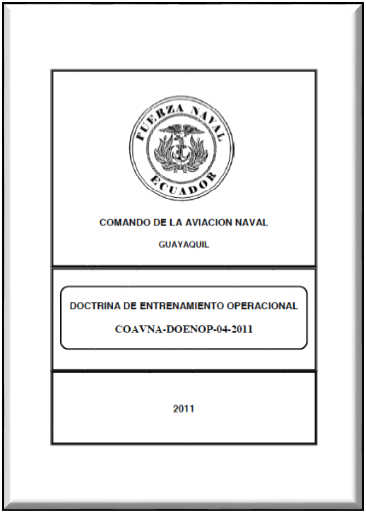 FUERZA NAVAL
ECUADOR
COMANDO DE LA AVIACION NAVAL
GUAYAQUIL
DOCTRINA DE ENTRENAMIENTO OPERACIONAL
COAVNA-DOENOP-04-2011
2011